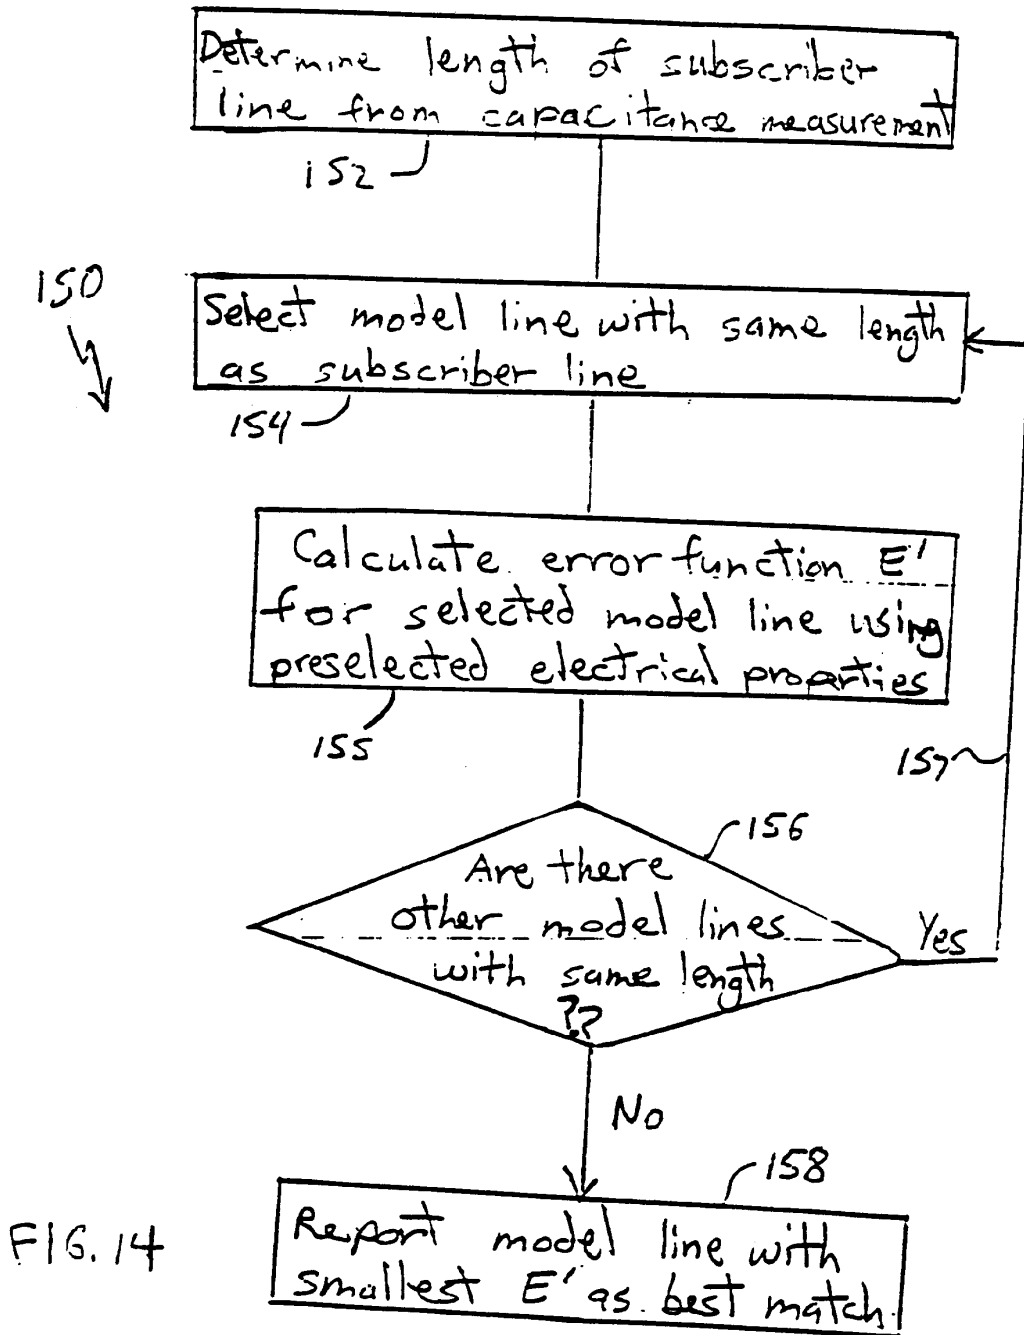 Determine length of subscriber
line from capacitance measurement
152
150
Select model line with same length
as subscriber line
154
Calculate error function E'
for selected model line using
preselected electrical properties
155
157
156
Are there
other model lines
with same length
??
Yes
No
158
Report model line with
smallest E' as best match
FIG. 14